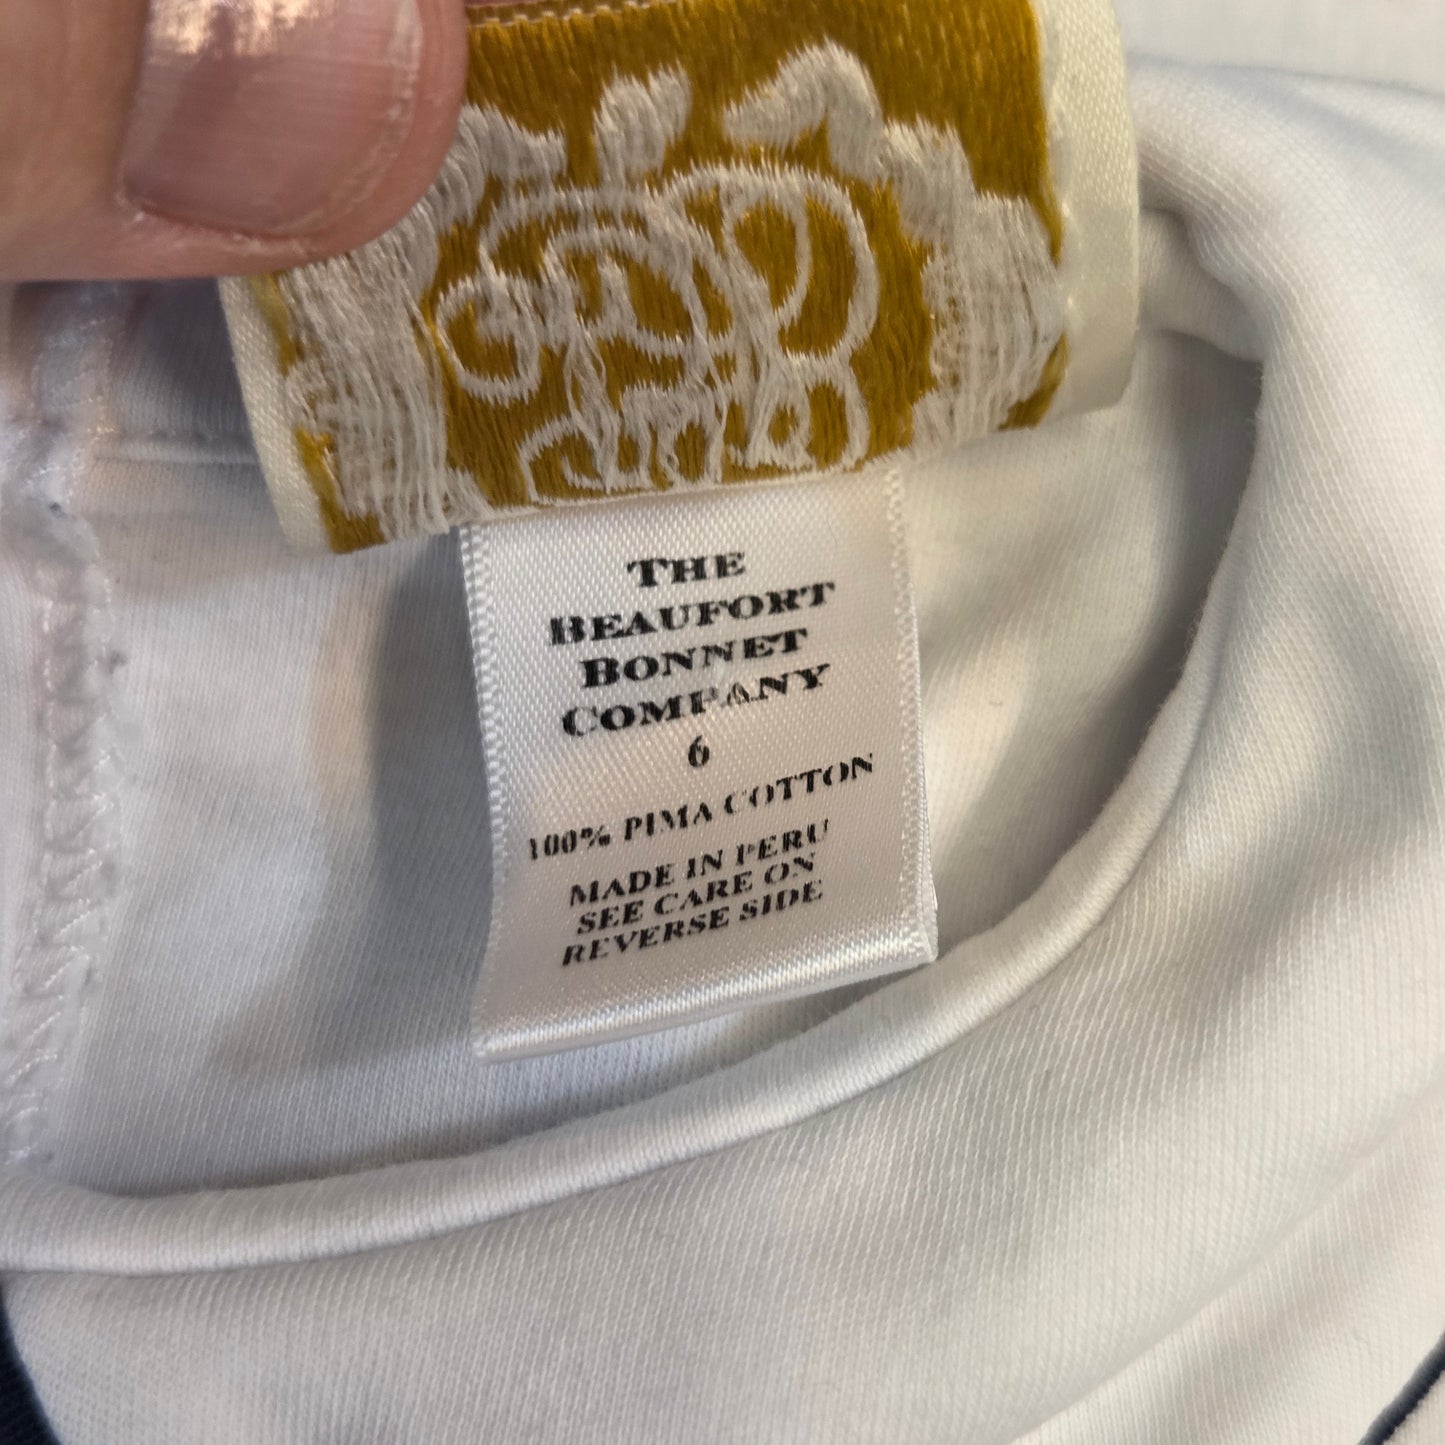 THE
BEAUFORT
BONNET
COMPANY
6
100% PIMA COTTON
MADE IN PERU
SEE CARE ON
REVERSE SIDE